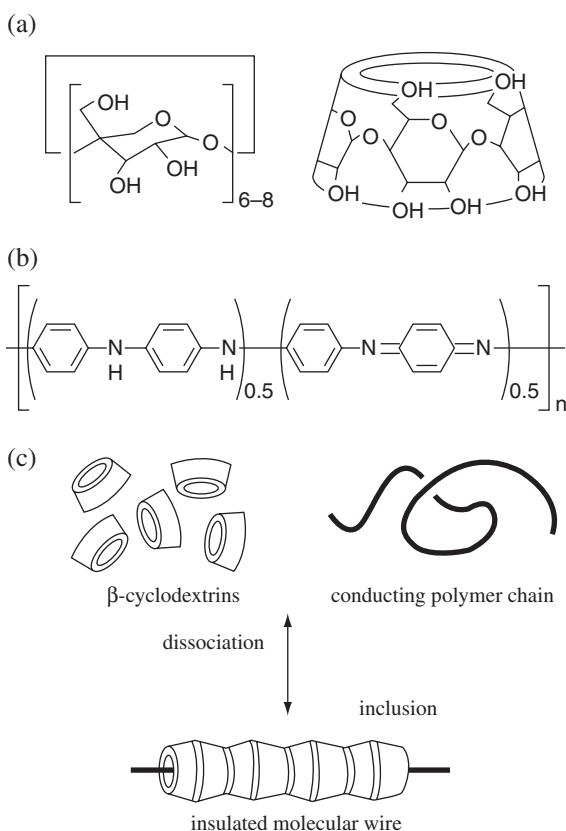 (a)
OH
O
O
OH
OH
6–8
OH
OH
O
O
O
O
O
OH
OH
OH
OH
(b)
N
H
N
H
0.5
N
N
0.5
n
(c)
β-cyclodextrins
conducting polymer chain
dissociation
inclusion
insulated molecular wire